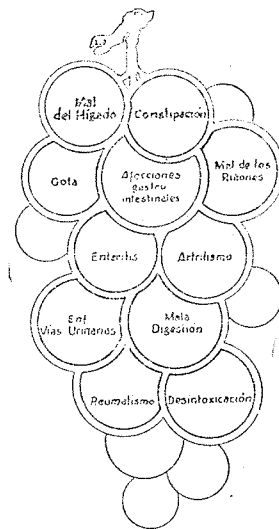 Mal
del Hígado
Constipación
Gota
Afecciones
gastro
intestinales
Mal de los
Riñones
Enteritis
Artritismo
Enf.
Vías Urinarias
Mala
Digestión
Reumatismo
Desintoxicación